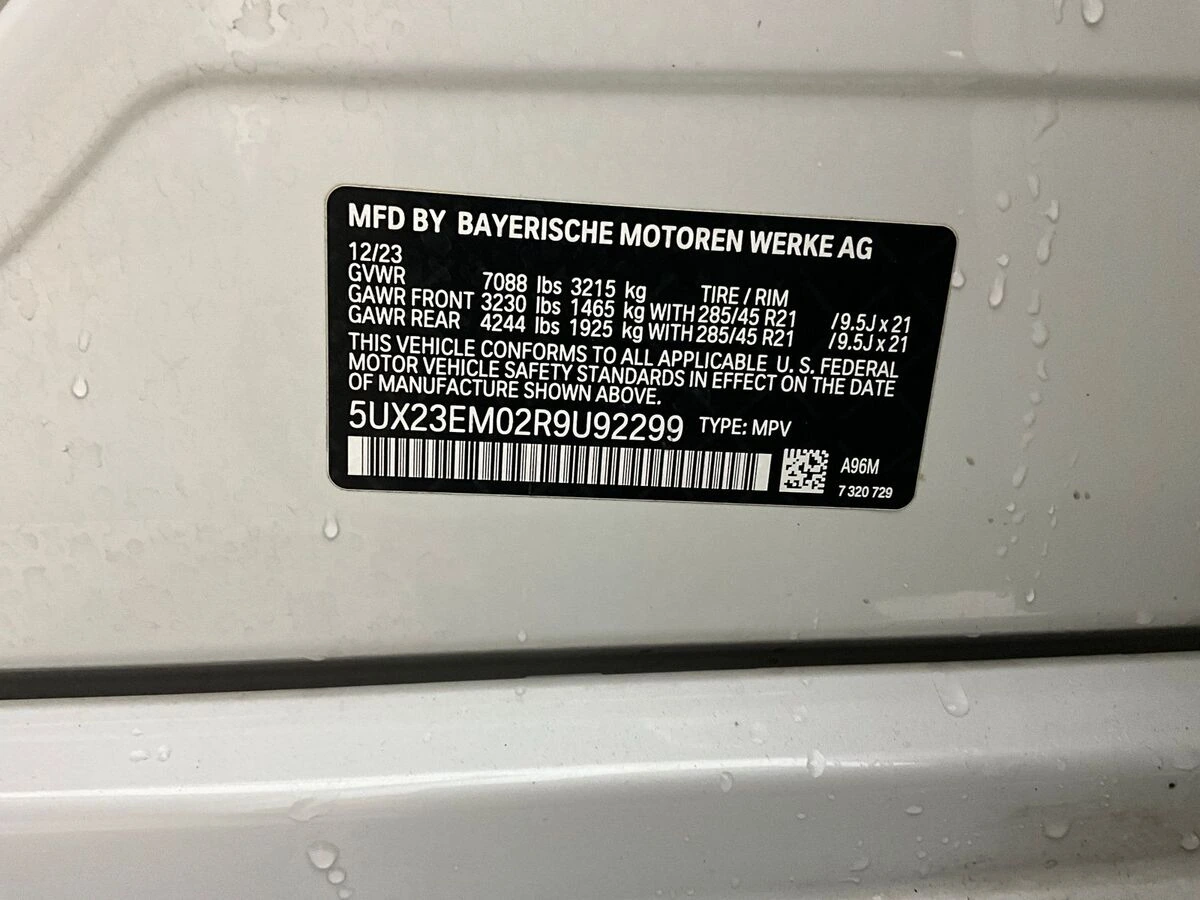 MFD BY BAYERISCHE MOTOREN WERKE AG
12/23
GVWR 7088 lbs 3215 kg TIRE / RIM
GAWR FRONT 3230 lbs 1465 kg WITH 285/45 R21 /9.5J x 21
GAWR REAR 4244 lbs 1925 kg WITH 285/45 R21 /9.5J x 21
THIS VEHICLE CONFORMS TO ALL APPLICABLE U. S. FEDERAL
MOTOR VEHICLE SAFETY STANDARDS IN EFFECT ON THE DATE
OF MANUFACTURE SHOWN ABOVE.
5UX23EM02R9U92299 TYPE: MPV
A96M
7 320 729